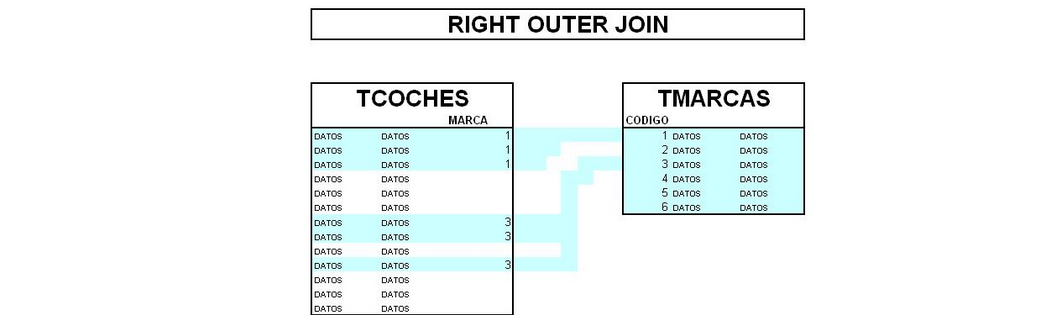 RIGHT OUTER JOIN
TCOCHES TMARCAS
MARCA CODIGO
DATOS DATOS 1 1 DATOS DATOS
DATOS DATOS 1 2 DATOS DATOS
DATOS DATOS 1 3 DATOS DATOS
DATOS DATOS 4 DATOS DATOS
DATOS DATOS 5 DATOS DATOS
DATOS DATOS 6 DATOS DATOS
DATOS DATOS 3
DATOS DATOS 3
DATOS DATOS
DATOS DATOS 3
DATOS DATOS
DATOS DATOS
DATOS DATOS